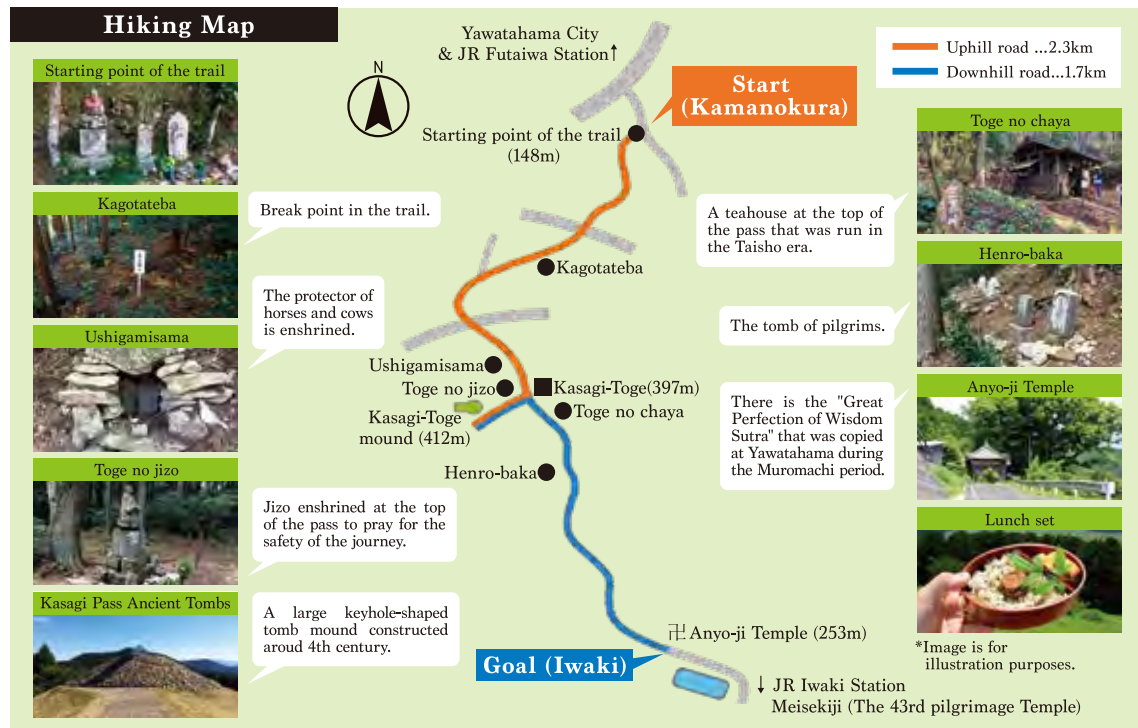 Hiking Map
Starting point of the trail
Kagotateba
Break point in the trail.
Ushigamisama
The protector of
horses and cows
is enshrined.
Toge no jizo
Jizo enshrined at the top
of the pass to pray for the
safety of the journey.
Kasagi Pass Ancient Tombs
A large keyhole-shaped
tomb mound constructed
aroud 4th century.
N
Yawatahama City
& JR Futaiwa Station↑
Start
(Kamanokura)
Starting point of the trail
(148m)
Kagotateba
Ushigamisama
Toge no jizo
Kasagi-Toge(397m)
Kasagi-Toge
mound (412m)
Toge no chaya
Henro-baka
卍 Anyo-ji Temple (253m)
Goal (Iwaki)
↓ JR Iwaki Station
Meisekiji (The 43rd pilgrimage Temple)
Uphill road ...2.3km
Downhill road...1.7km
Toge no chaya
A teahouse at the top of
the pass that was run in
the Taisho era.
Henro-baka
The tomb of pilgrims.
Anyo-ji Temple
There is the "Great
Perfection of Wisdom
Sutra" that was copied
at Yawatahama during
the Muromachi period.
Lunch set
*Image is for
illustration purposes.